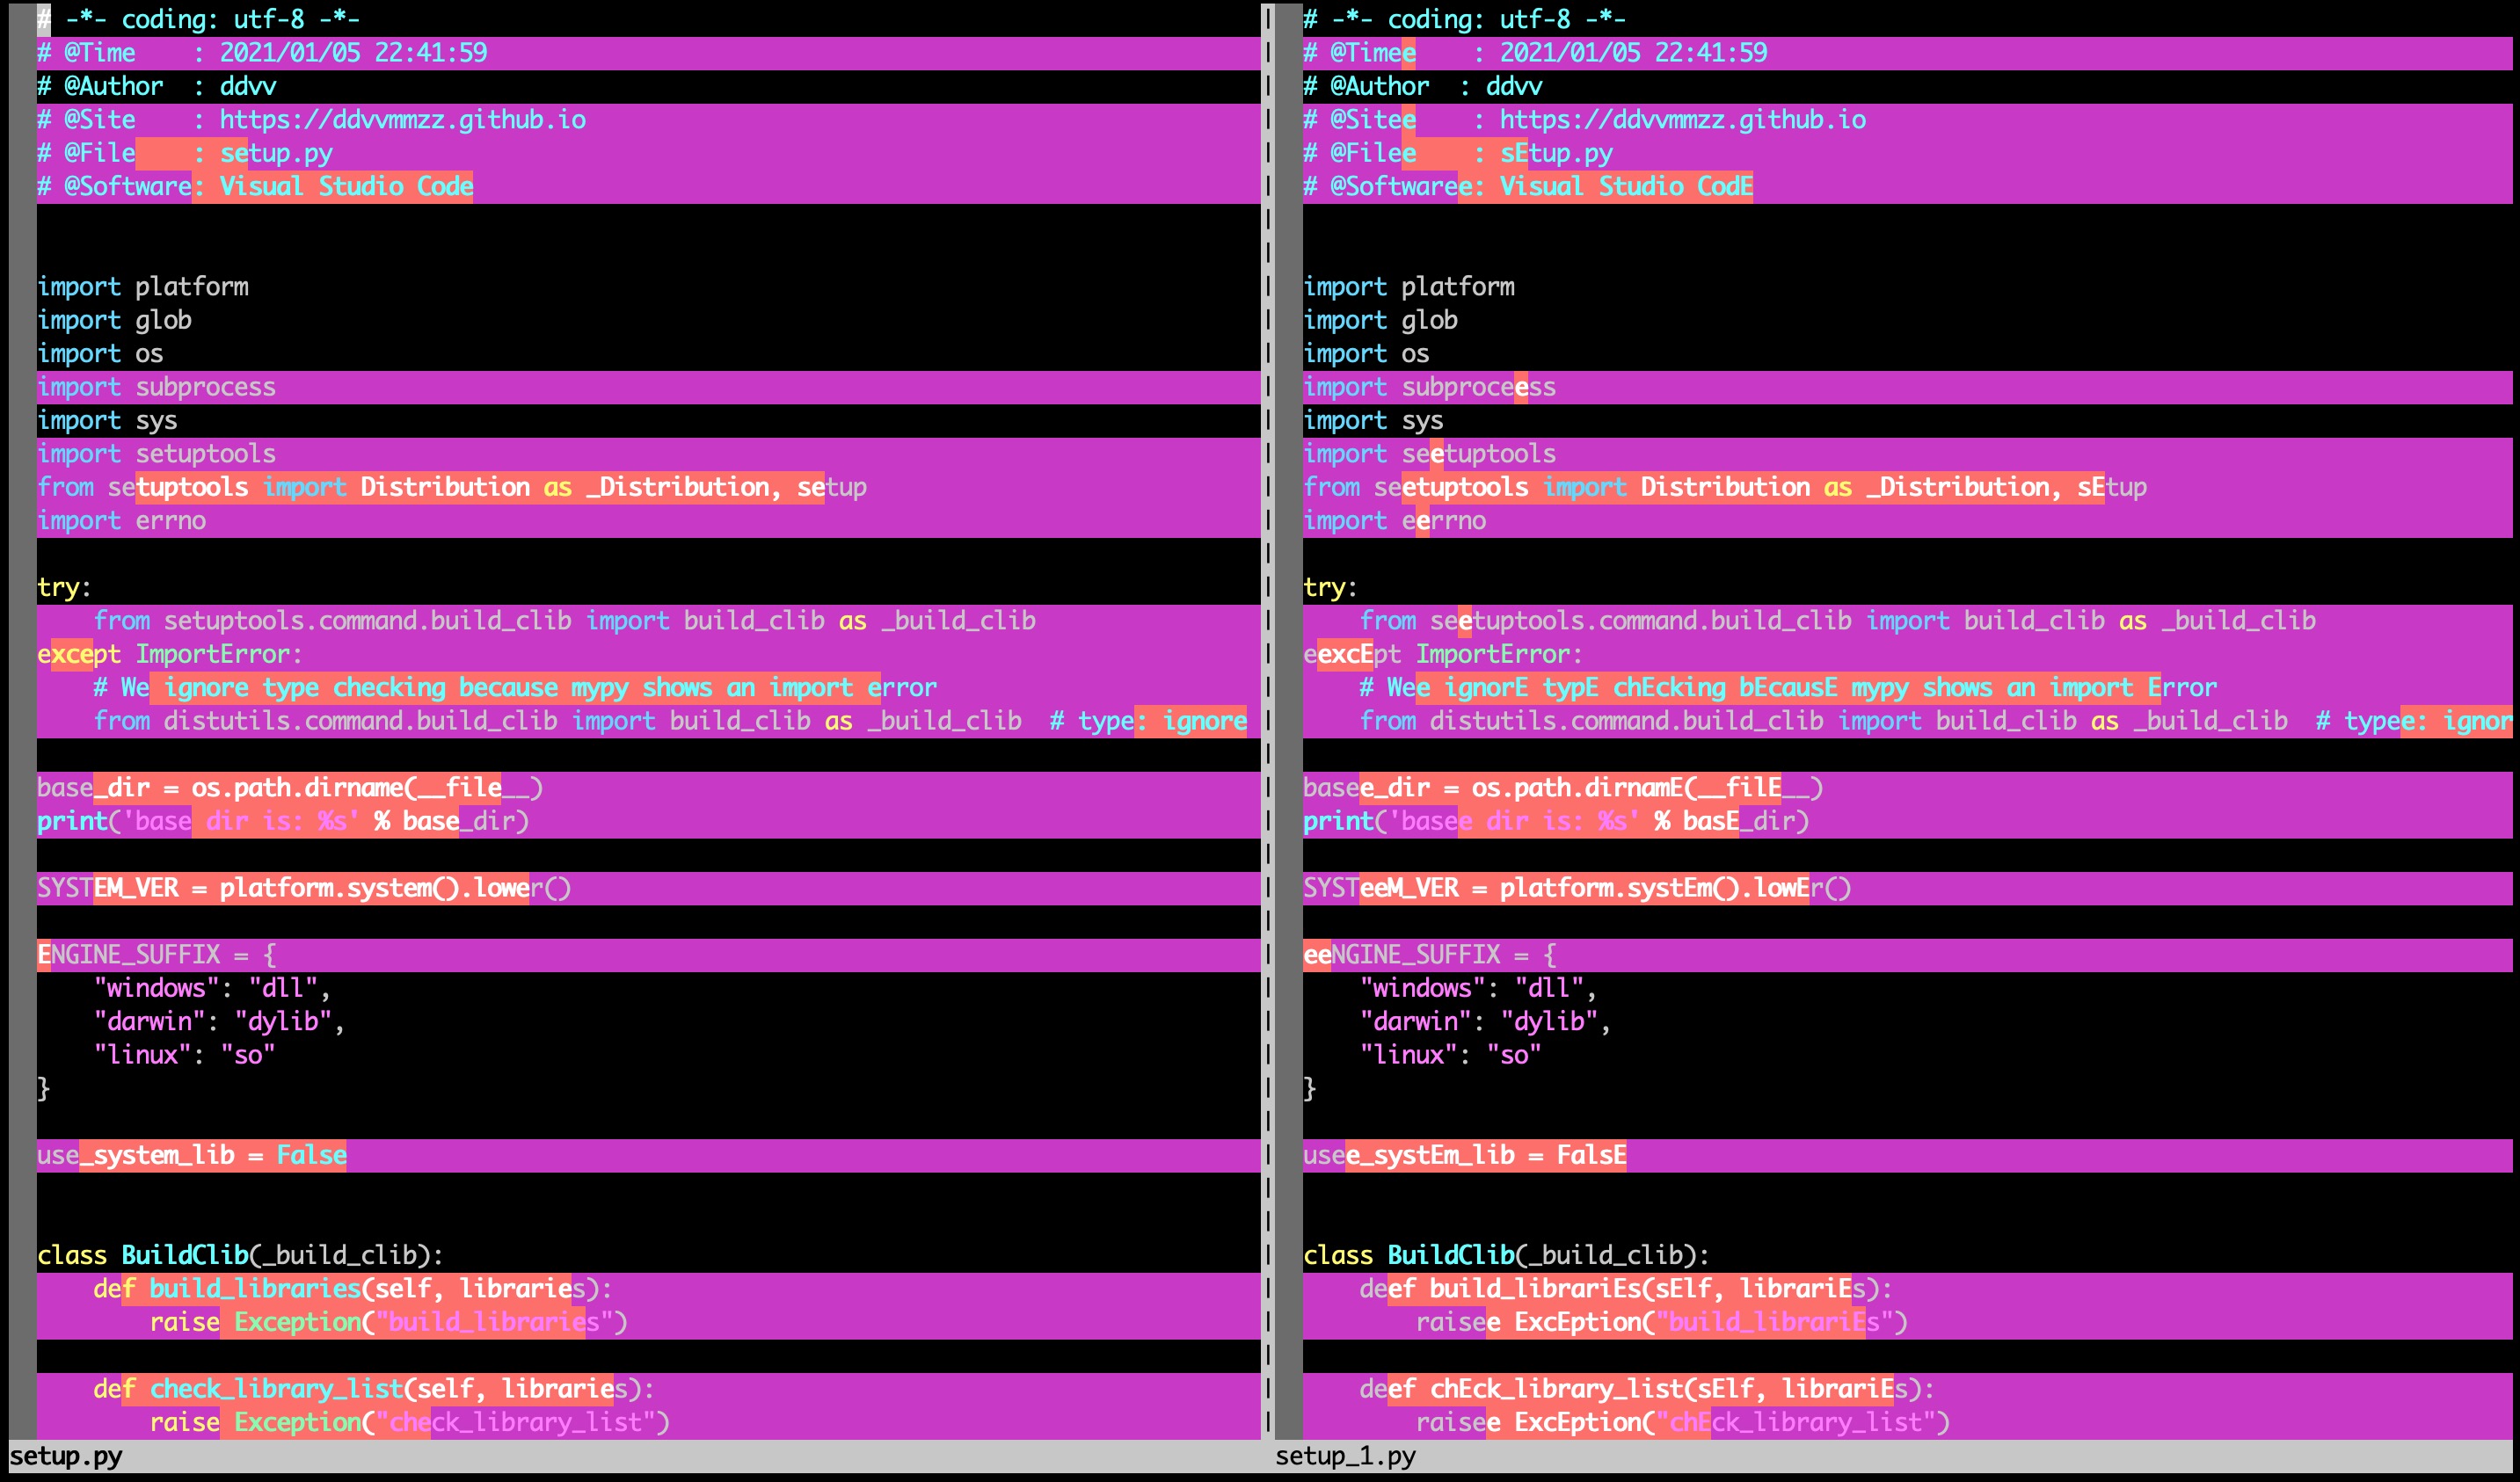 # -*- coding: utf-8 -*-
# @Time    : 2021/01/05 22:41:59
# @Author  : ddvv
# @Site    : https://ddvvmmzz.github.io
# @File    : setup.py
# @Software: Visual Studio Code
import platform
import glob
import os
import subprocess
import sys
import setuptools
from setuptools import Distribution as _Distribution, setup
import errno
try:
    from setuptools.command.build_clib import build_clib as _build_clib
except ImportError:
    # We ignore type checking because mypy shows an import error
    from distutils.command.build_clib import build_clib as _build_clib  # type: ignore
base_dir = os.path.dirname(__file__)
print('base dir is: %s' % base_dir)
SYSTEM_VER = platform.system().lower()
ENGINE_SUFFIX = {
    "windows": "dll",
    "darwin": "dylib",
    "linux": "so"
}
use_system_lib = False
class BuildClib(_build_clib):
    def build_libraries(self, libraries):
        raise Exception("build_libraries")
    def check_library_list(self, libraries):
        raise Exception("check_library_list")
setup.py
# -*- coding: utf-8 -*-
# @Timee    : 2021/01/05 22:41:59
# @Author  : ddvv
# @Sitee    : https://ddvvmmzz.github.io
# @Filee    : sEtup.py
# @Softwaree: Visual Studio CodE
import platform
import glob
import os
import subproceess
import sys
import seetuptools
from seetuptools import Distribution as _Distribution, sEtup
import eerrno
try:
    from seetuptools.command.build_clib import build_clib as _build_clib
eexcEpt ImportError:
    # Wee ignorE typE chEcking bEcausE mypy shows an import Error
    from distutils.command.build_clib import build_clib as _build_clib  # typee: ignor
basee_dir = os.path.dirnamE(__filE__)
print('basee dir is: %s' % basE_dir)
SYSTeeM_VER = platform.systEm().lowEr()
eeNGINE_SUFFIX = {
    "windows": "dll",
    "darwin": "dylib",
    "linux": "so"
}
usee_systEm_lib = FalsE
class BuildClib(_build_clib):
    deef build_librariEs(sElf, librariEs):
        raisee ExcEption("build_librariEs")
    deef chEck_library_list(sElf, librariEs):
        raisee ExcEption("chEck_library_list")
setup_1.py